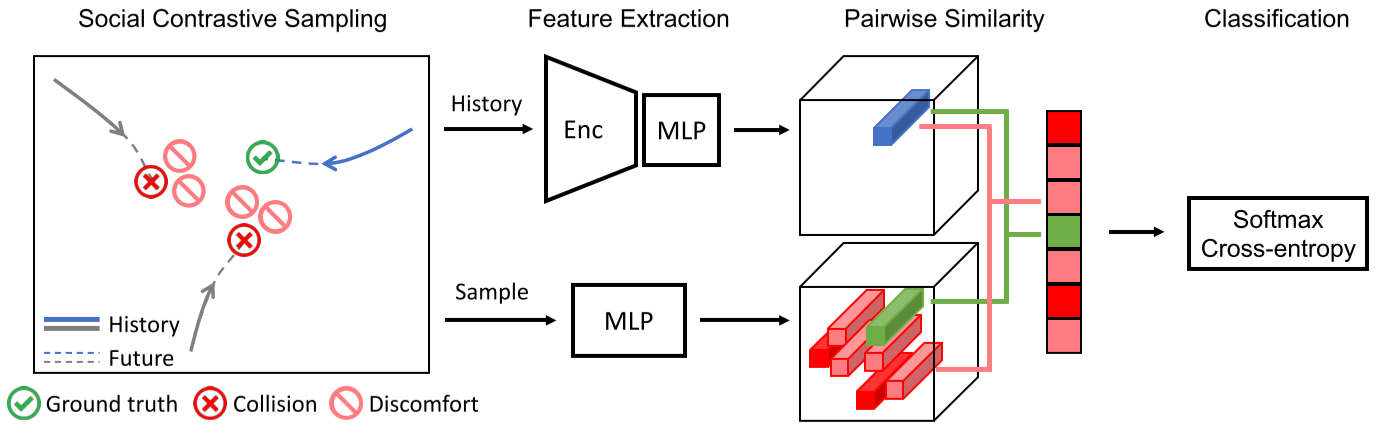 Social Contrastive Sampling
Feature Extraction
Pairwise Similarity
Classification
History
Enc
MLP
Softmax
Cross-entropy
Sample
MLP
History
Future
Ground truth
Collision
Discomfort